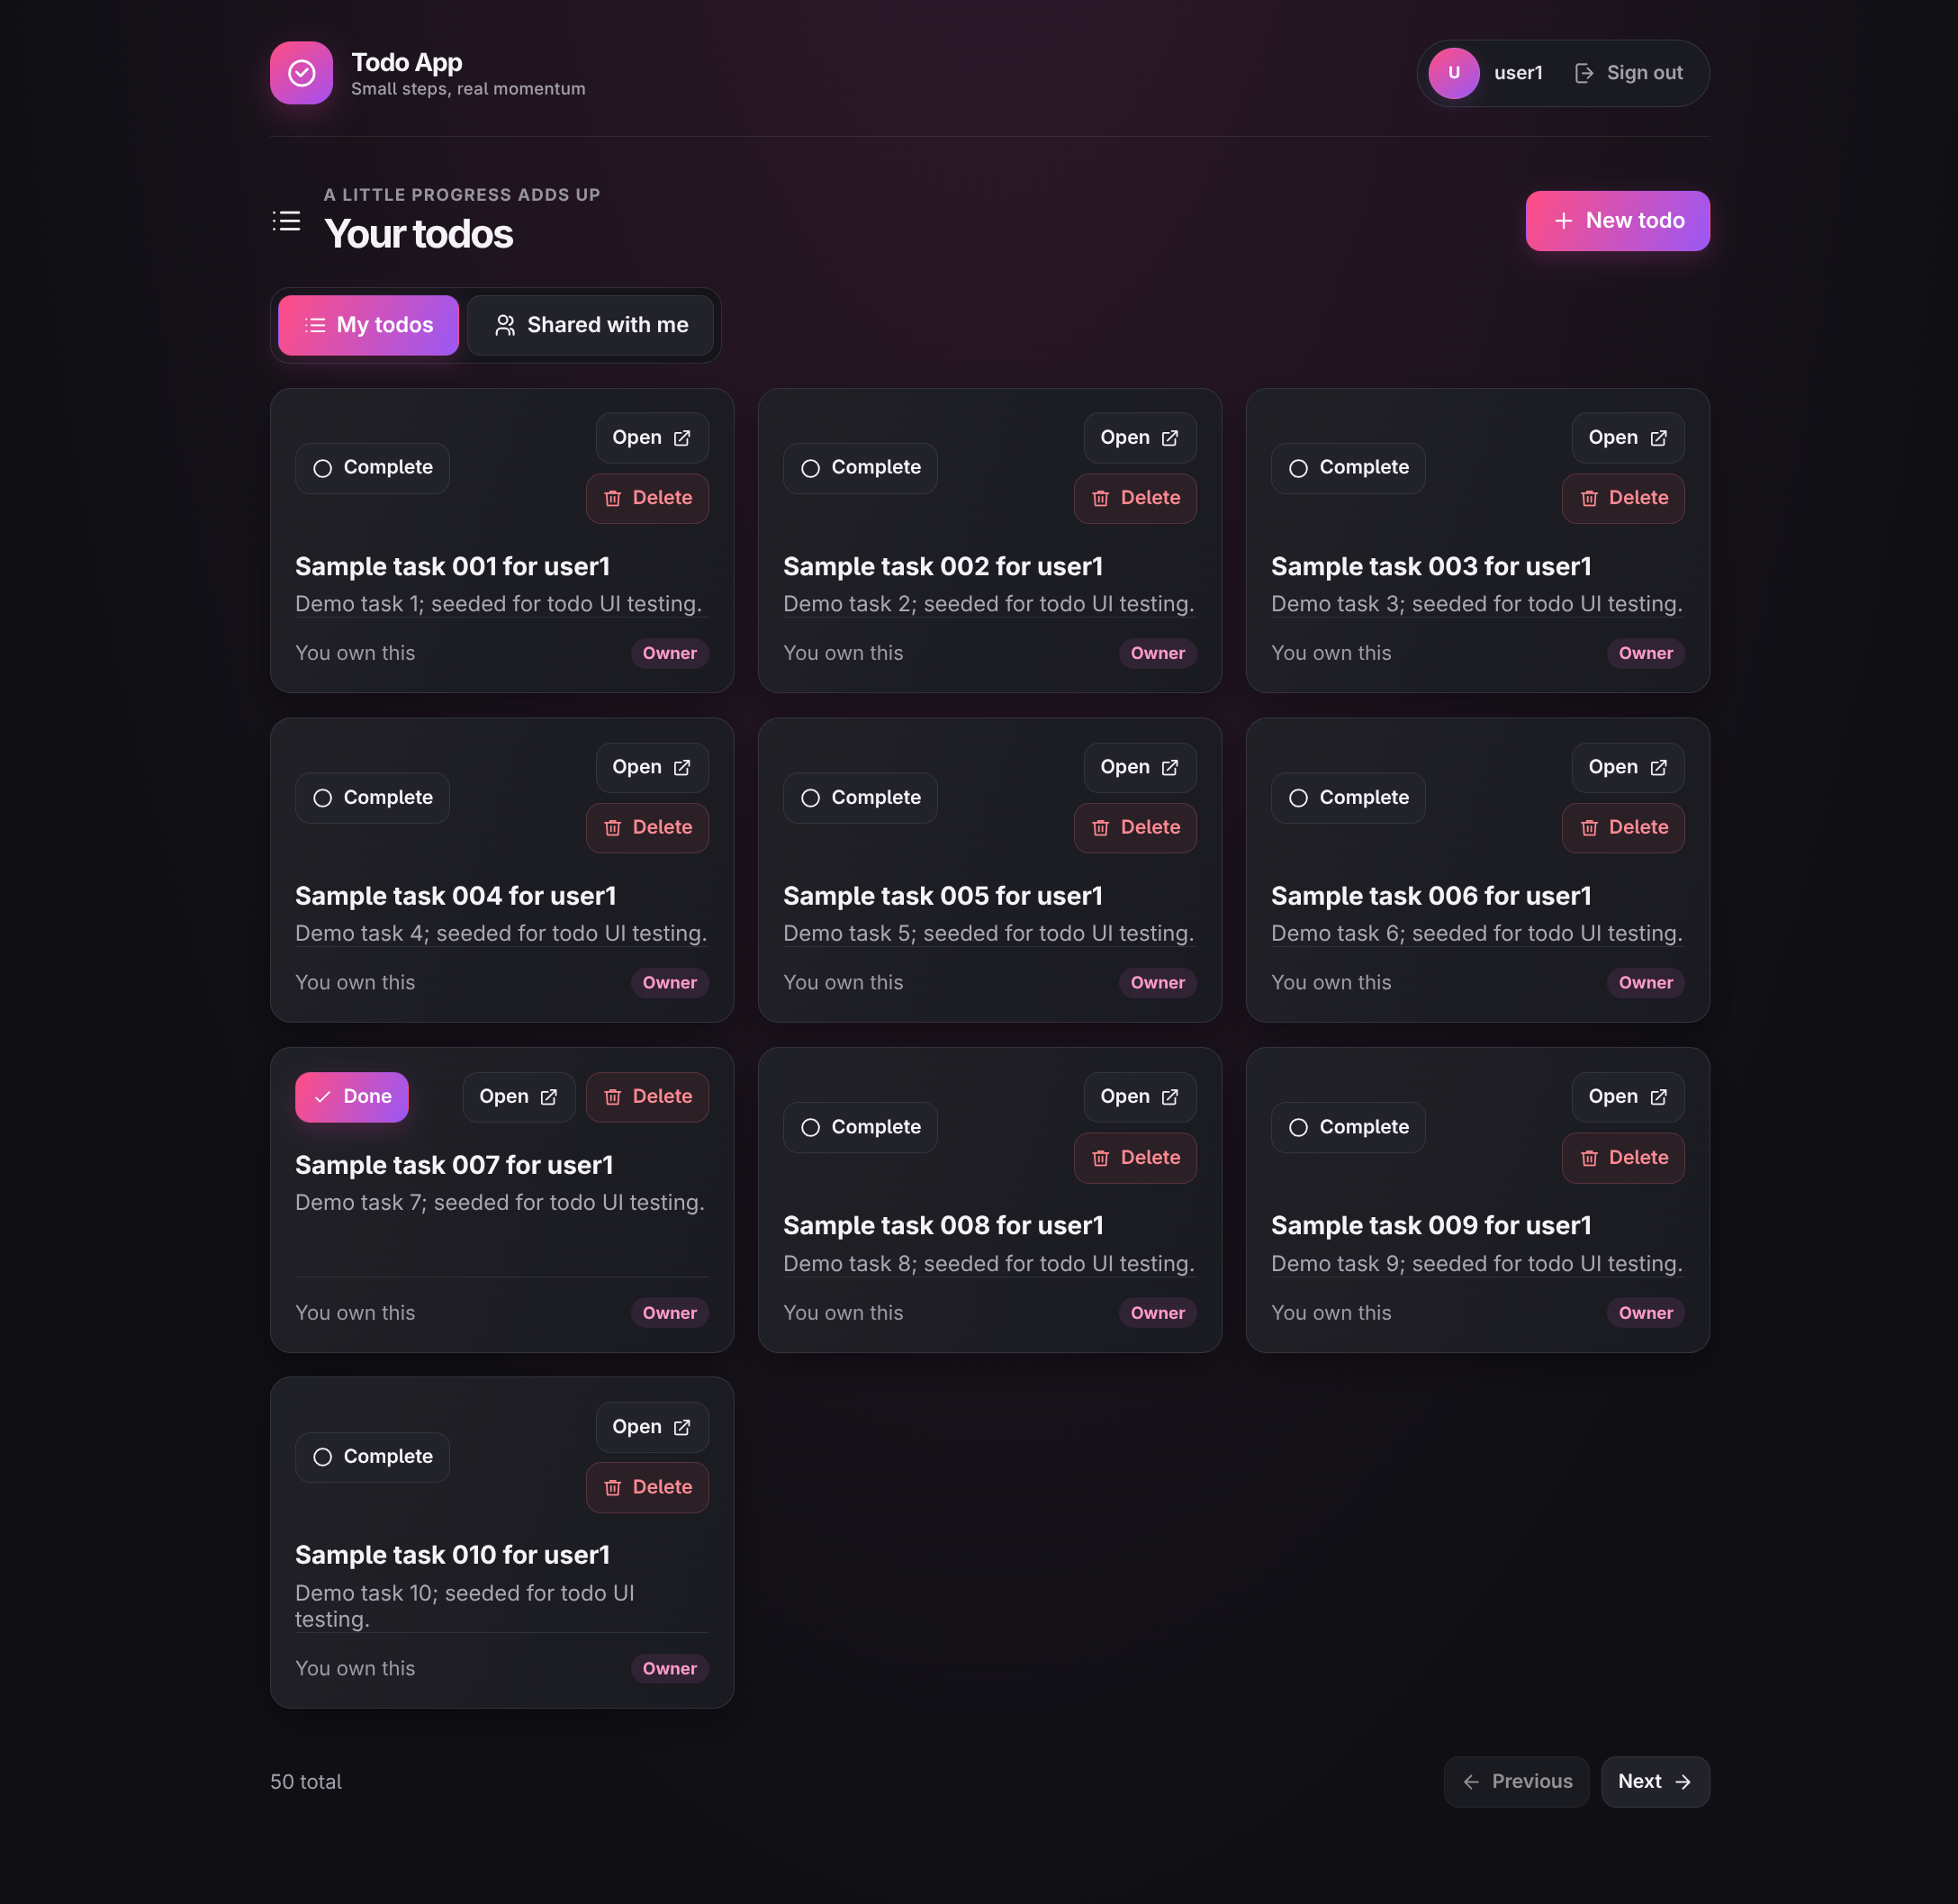 Todo App
Small steps, real momentum
U
user1
Sign out
A LITTLE PROGRESS ADDS UP
Your todos
New todo
My todos
Shared with me
Open
Complete
Delete
Sample task 001 for user1
Demo task 1; seeded for todo UI testing.
You own this
Owner
Open
Complete
Delete
Sample task 002 for user1
Demo task 2; seeded for todo UI testing.
You own this
Owner
Open
Complete
Delete
Sample task 003 for user1
Demo task 3; seeded for todo UI testing.
You own this
Owner
Open
Complete
Delete
Sample task 004 for user1
Demo task 4; seeded for todo UI testing.
You own this
Owner
Open
Complete
Delete
Sample task 005 for user1
Demo task 5; seeded for todo UI testing.
You own this
Owner
Open
Complete
Delete
Sample task 006 for user1
Demo task 6; seeded for todo UI testing.
You own this
Owner
Done
Open
Delete
Sample task 007 for user1
Demo task 7; seeded for todo UI testing.
You own this
Owner
Open
Complete
Delete
Sample task 008 for user1
Demo task 8; seeded for todo UI testing.
You own this
Owner
Open
Complete
Delete
Sample task 009 for user1
Demo task 9; seeded for todo UI testing.
You own this
Owner
Open
Complete
Delete
Sample task 010 for user1
Demo task 10; seeded for todo UI
testing.
You own this
Owner
50 total
Previous
Next